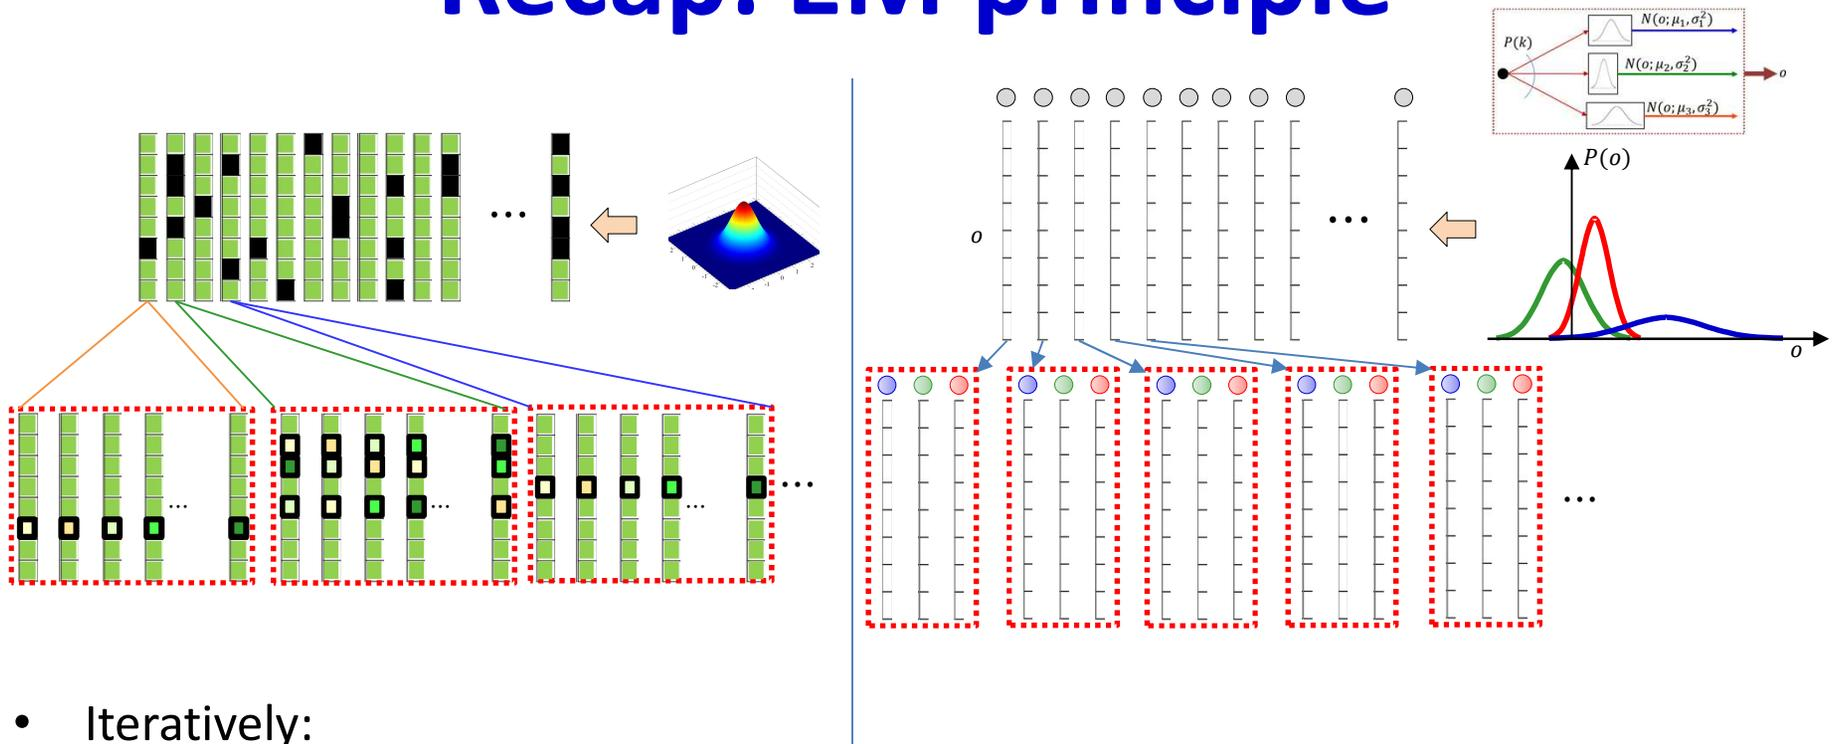 Recap: EM principle
N(o; μ₁, σ₁²)
P(k)
N(o; μ₂, σ₂²)
o
N(o; μ₃, σ₃²)
P(o)
...
...
o
o
...
...
...
...
...
• Iteratively: